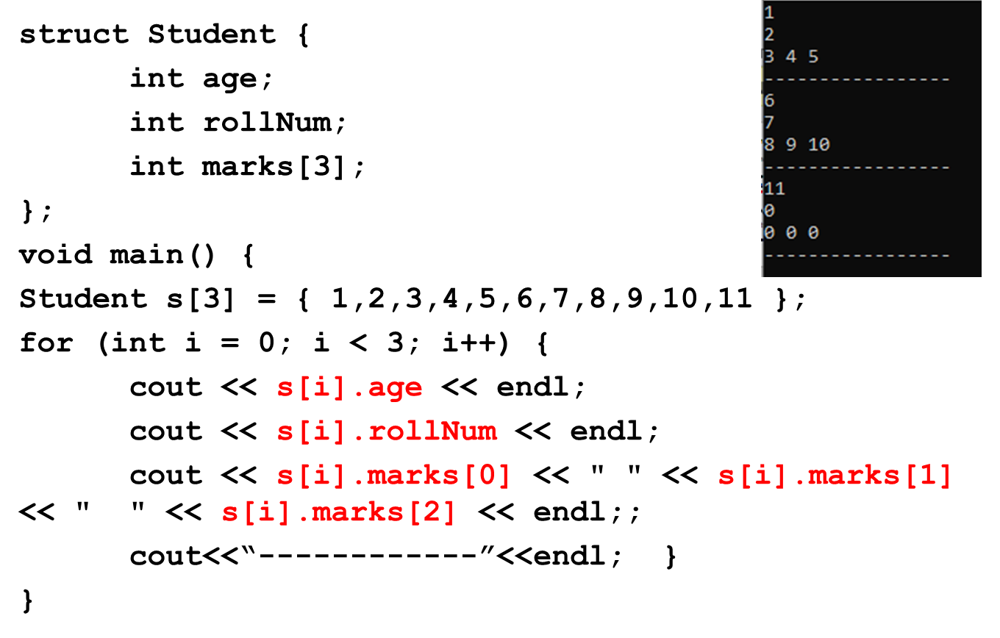 struct Student {
int age;
int rollNum;
int marks[3];
};
void main() {
Student s[3] = { 1,2,3,4,5,6,7,8,9,10,11 };
for (int i = 0; i < 3; i++) {
cout << s[i].age << endl;
cout << s[i].rollNum << endl;
cout << s[i].marks[0] << " " << s[i].marks[1]
<< "  " << s[i].marks[2] << endl;;
cout<<“------------”<<endl;  }
}
1
2
3 4 5
-----------------
6
7
8 9 10
-----------------
11
0
0 0 0
-----------------